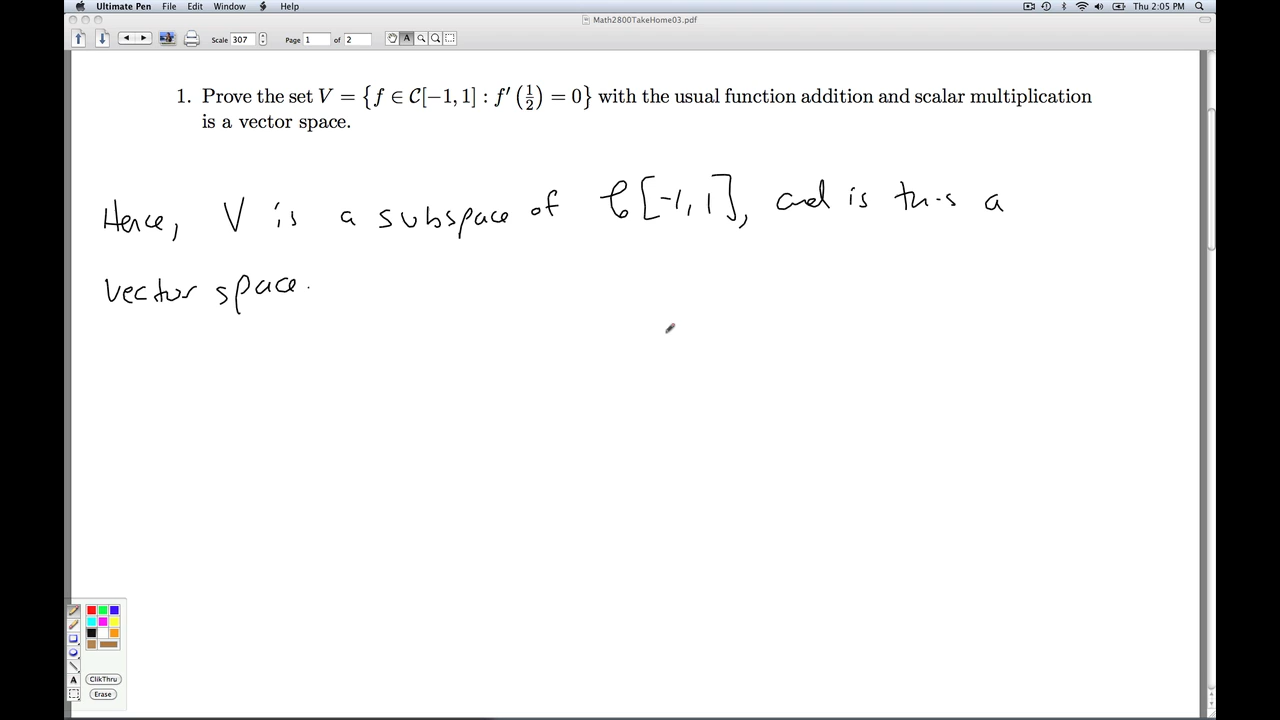 Ultimate Pen File Edit Window Help Thu 2:05 PM
Math2800TakeHome03.pdf
Scale 307 Page 1 of 2 A
1. Prove the set V = {f ∈ C[−1, 1] : f′(1/2) = 0} with the usual function addition and scalar multiplication
is a vector space.
Hence, V is a subspace of C[-1, 1], and is thus a
vector space.
A
ClikThru
Erase